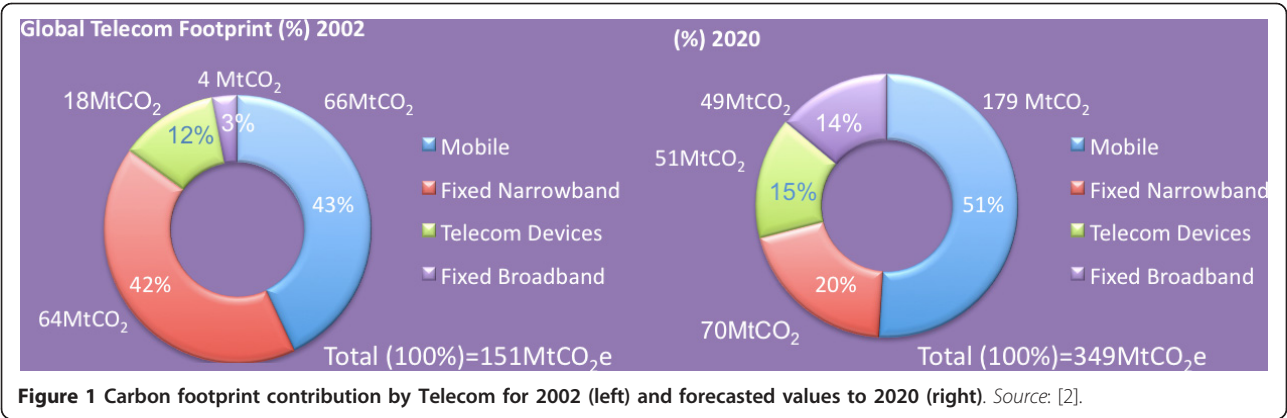 Global Telecom Footprint (%) 2002
4 MtCO₂
18MtCO₂
66MtCO₂
3%
12%
43%
42%
64MtCO₂
Mobile
Fixed Narrowband
Telecom Devices
Fixed Broadband
Total (100%)=151MtCO₂e
(%) 2020
49MtCO₂
179 MtCO₂
14%
51MtCO₂
15%
51%
20%
70MtCO₂
Mobile
Fixed Narrowband
Telecom Devices
Fixed Broadband
Total (100%)=349MtCO₂e
Figure 1 Carbon footprint contribution by Telecom for 2002 (left) and forecasted values to 2020 (right). Source: [2].